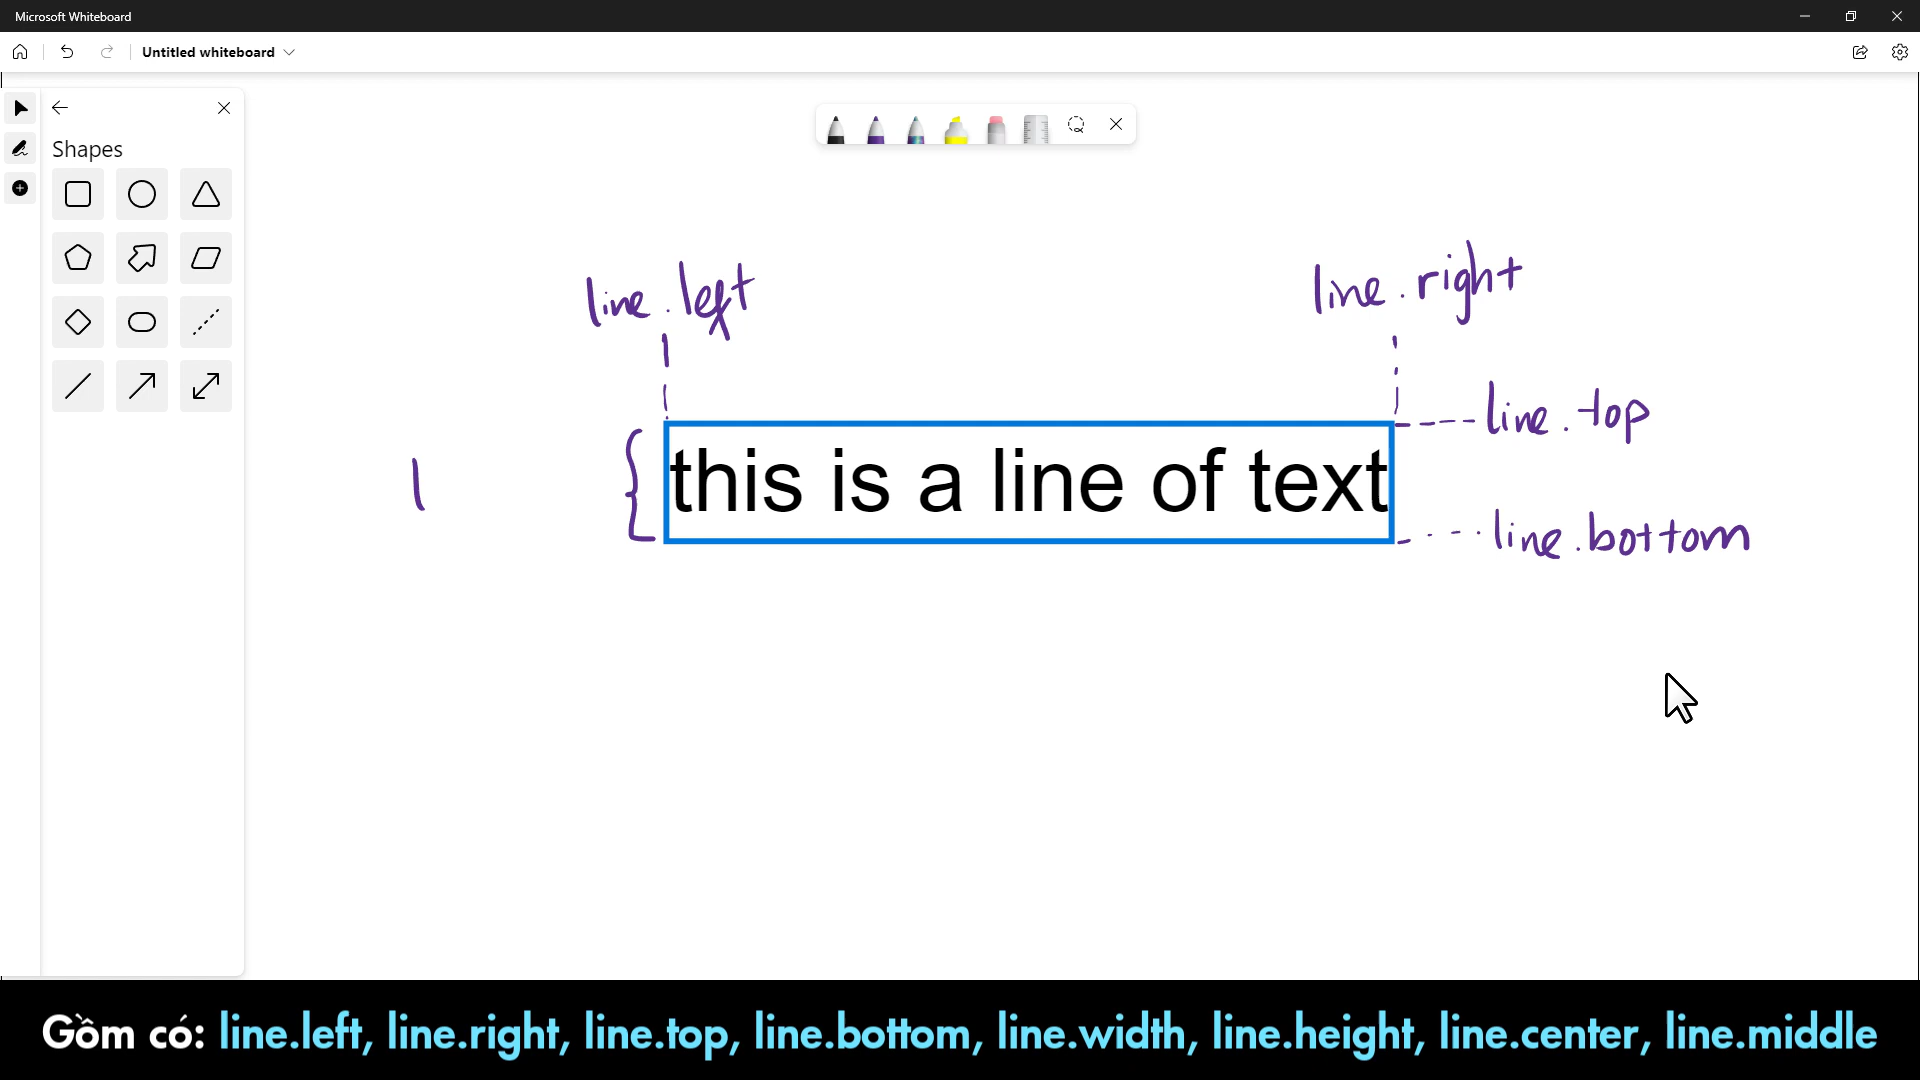 Microsoft Whiteboard
Untitled whiteboard
Shapes
line.left
line.right
line.top
this is a line of text
line.bottom
Gồm có: line.left, line.right, line.top, line.bottom, line.width, line.height, line.center, line.middle